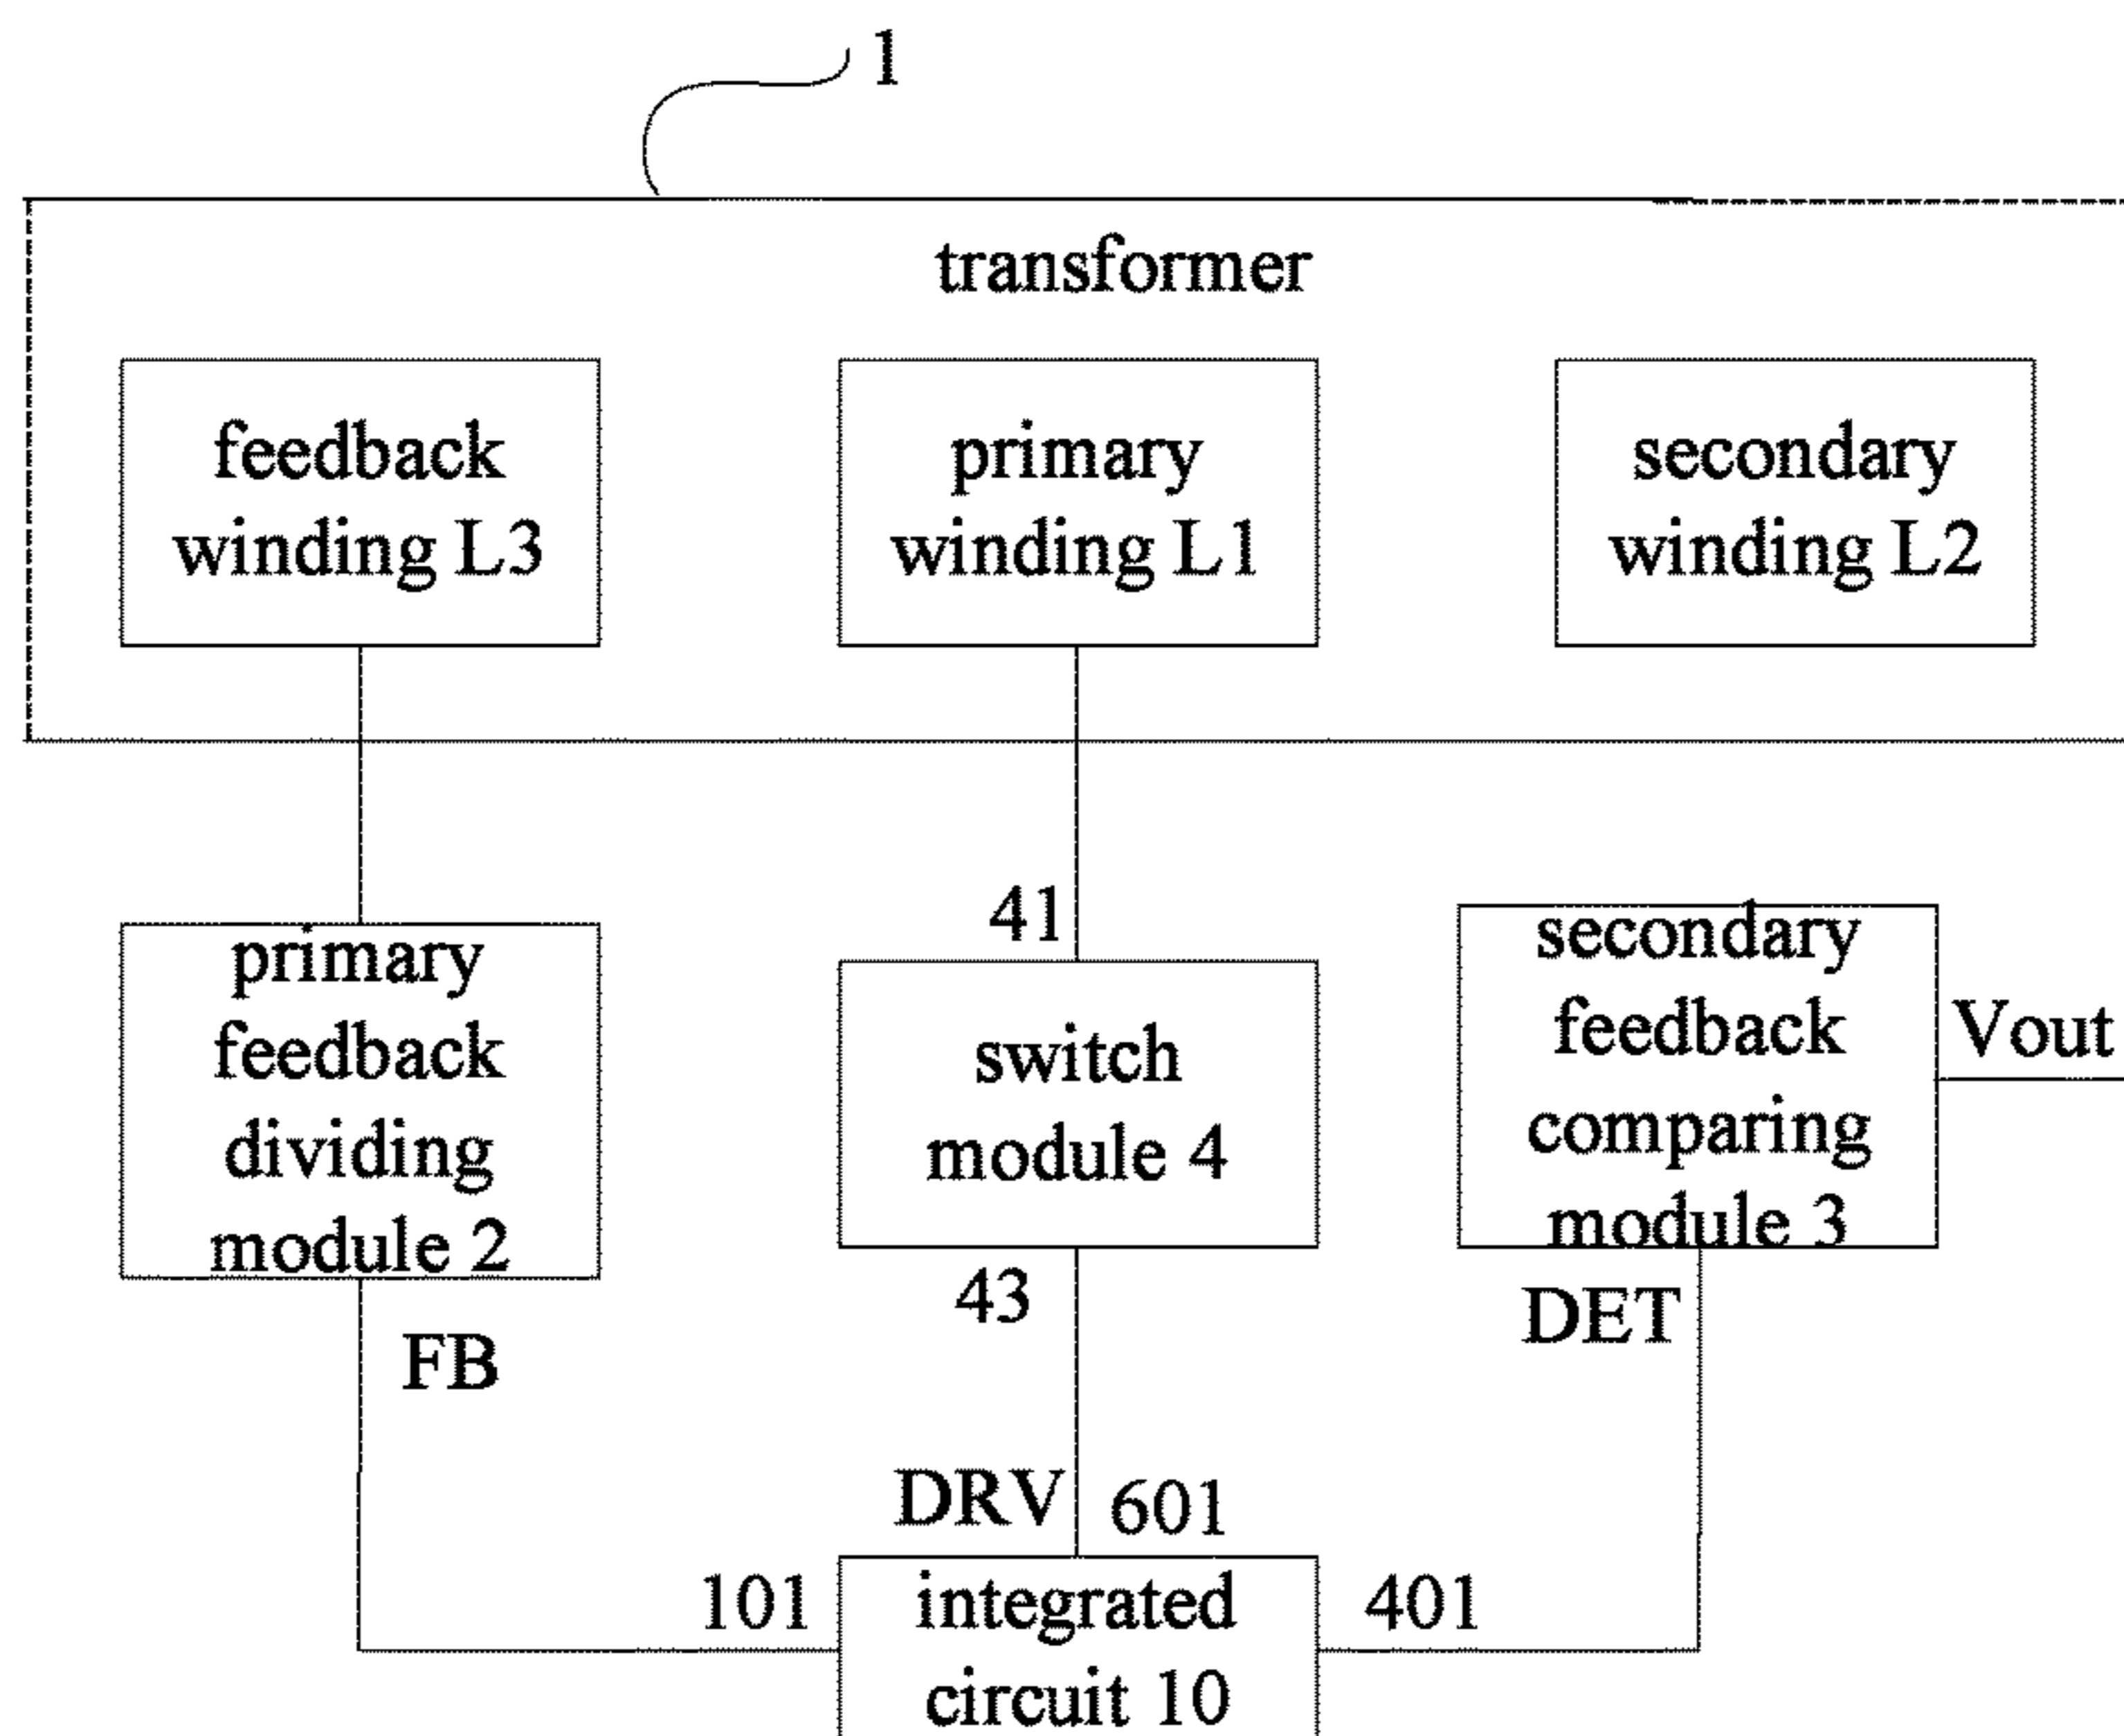 1
transformer
feedback
winding L3
primary
winding L1
secondary
winding L2
41
primary
feedback
dividing
module 2
switch
module 4
secondary
feedback
comparing
module 3
Vout
43
FB
DET
DRV
601
101
integrated
circuit 10
401